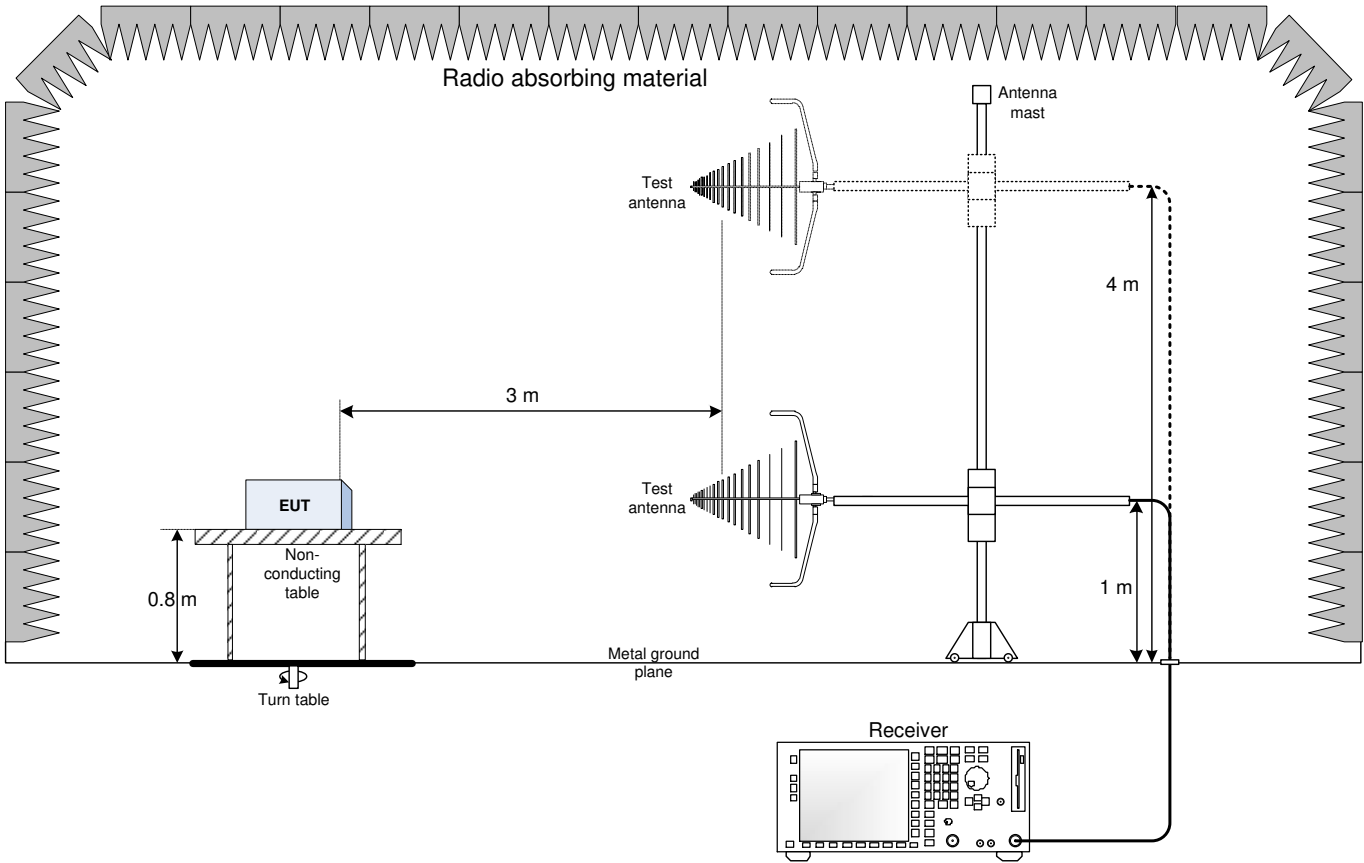 Radio absorbing material
Antenna
mast
Test
antenna
4 m
3 m
Test
antenna
EUT
Non-
conducting
table
0.8 m
1 m
Metal ground
plane
Turn table
Receiver